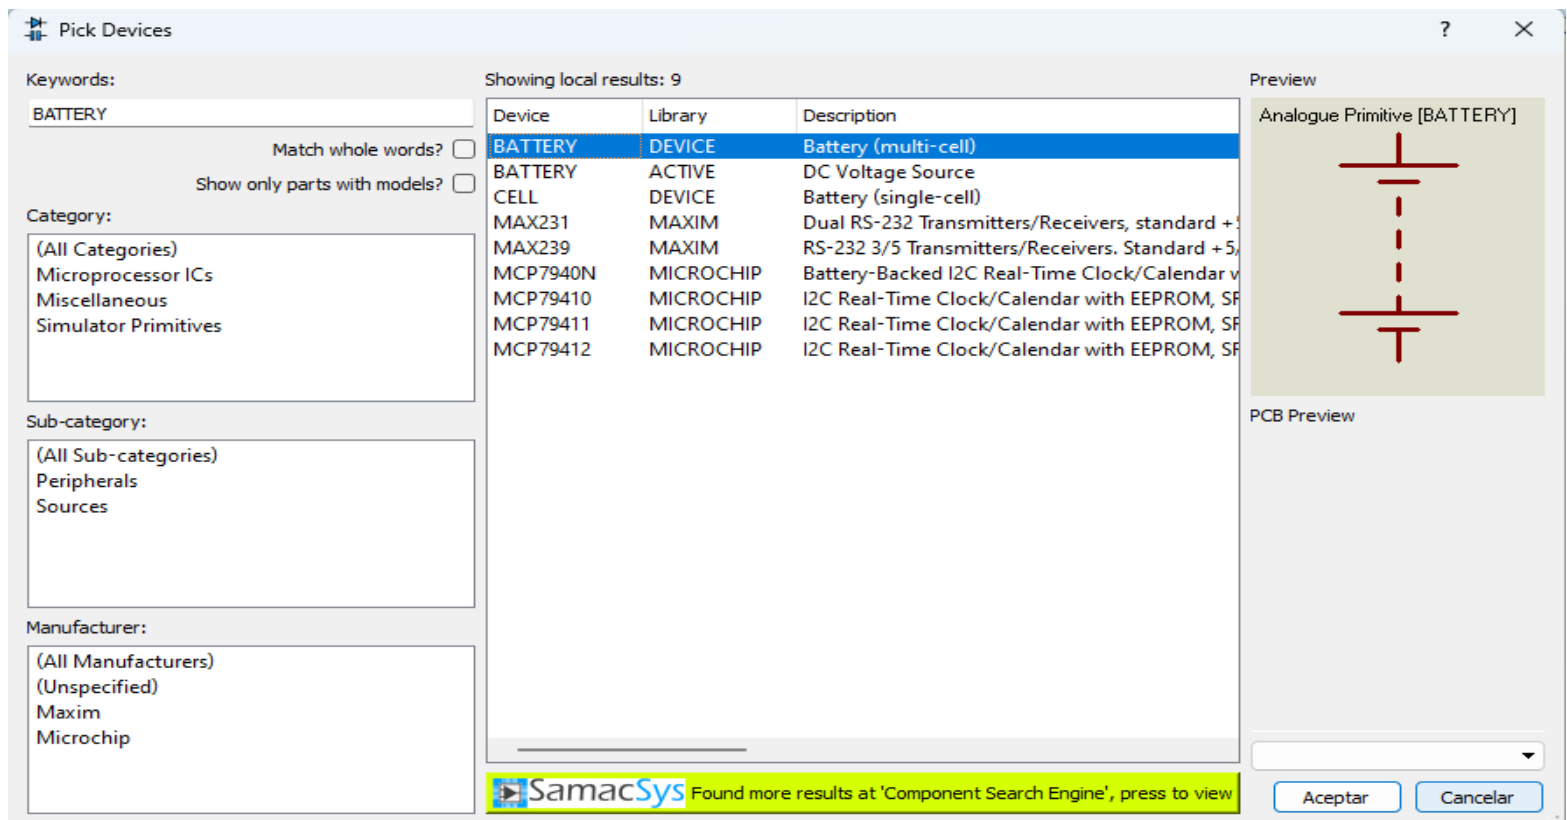 Pick Devices
?
Keywords:
BATTERY
Match whole words?
Show only parts with models?
Category:
(All Categories)
Microprocessor ICs
Miscellaneous
Simulator Primitives
Sub-category:
(All Sub-categories)
Peripherals
Sources
Manufacturer:
(All Manufacturers)
(Unspecified)
Maxim
Microchip
Showing local results: 9
Device Library Description
BATTERY DEVICE Battery (multi-cell)
BATTERY ACTIVE DC Voltage Source
CELL DEVICE Battery (single-cell)
MAX231 MAXIM Dual RS-232 Transmitters/Receivers, standard +
MAX239 MAXIM RS-232 3/5 Transmitters/Receivers. Standard +5/
MCP7940N MICROCHIP Battery-Backed I2C Real-Time Clock/Calendar
MCP79410 MICROCHIP I2C Real-Time Clock/Calendar with EEPROM,
MCP79411 MICROCHIP I2C Real-Time Clock/Calendar with EEPROM,
MCP79412 MICROCHIP I2C Real-Time Clock/Calendar with EEPROM,
SamacSys Found more results at 'Component Search Engine', press to view
Preview
Analogue Primitive [BATTERY]
PCB Preview
Aceptar Cancelar